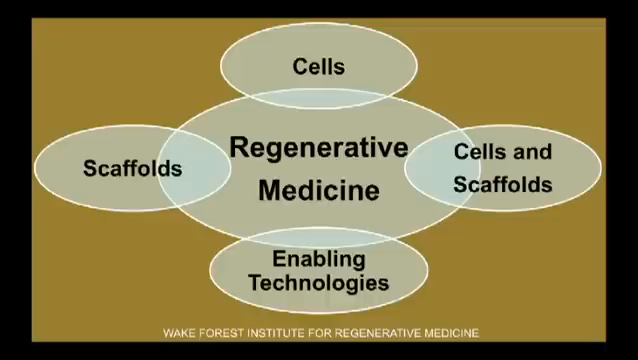 Cells
Scaffolds
Regenerative
Medicine
Cells and
Scaffolds
Enabling
Technologies
WAKE FOREST INSTITUTE FOR REGENERATIVE MEDICINE